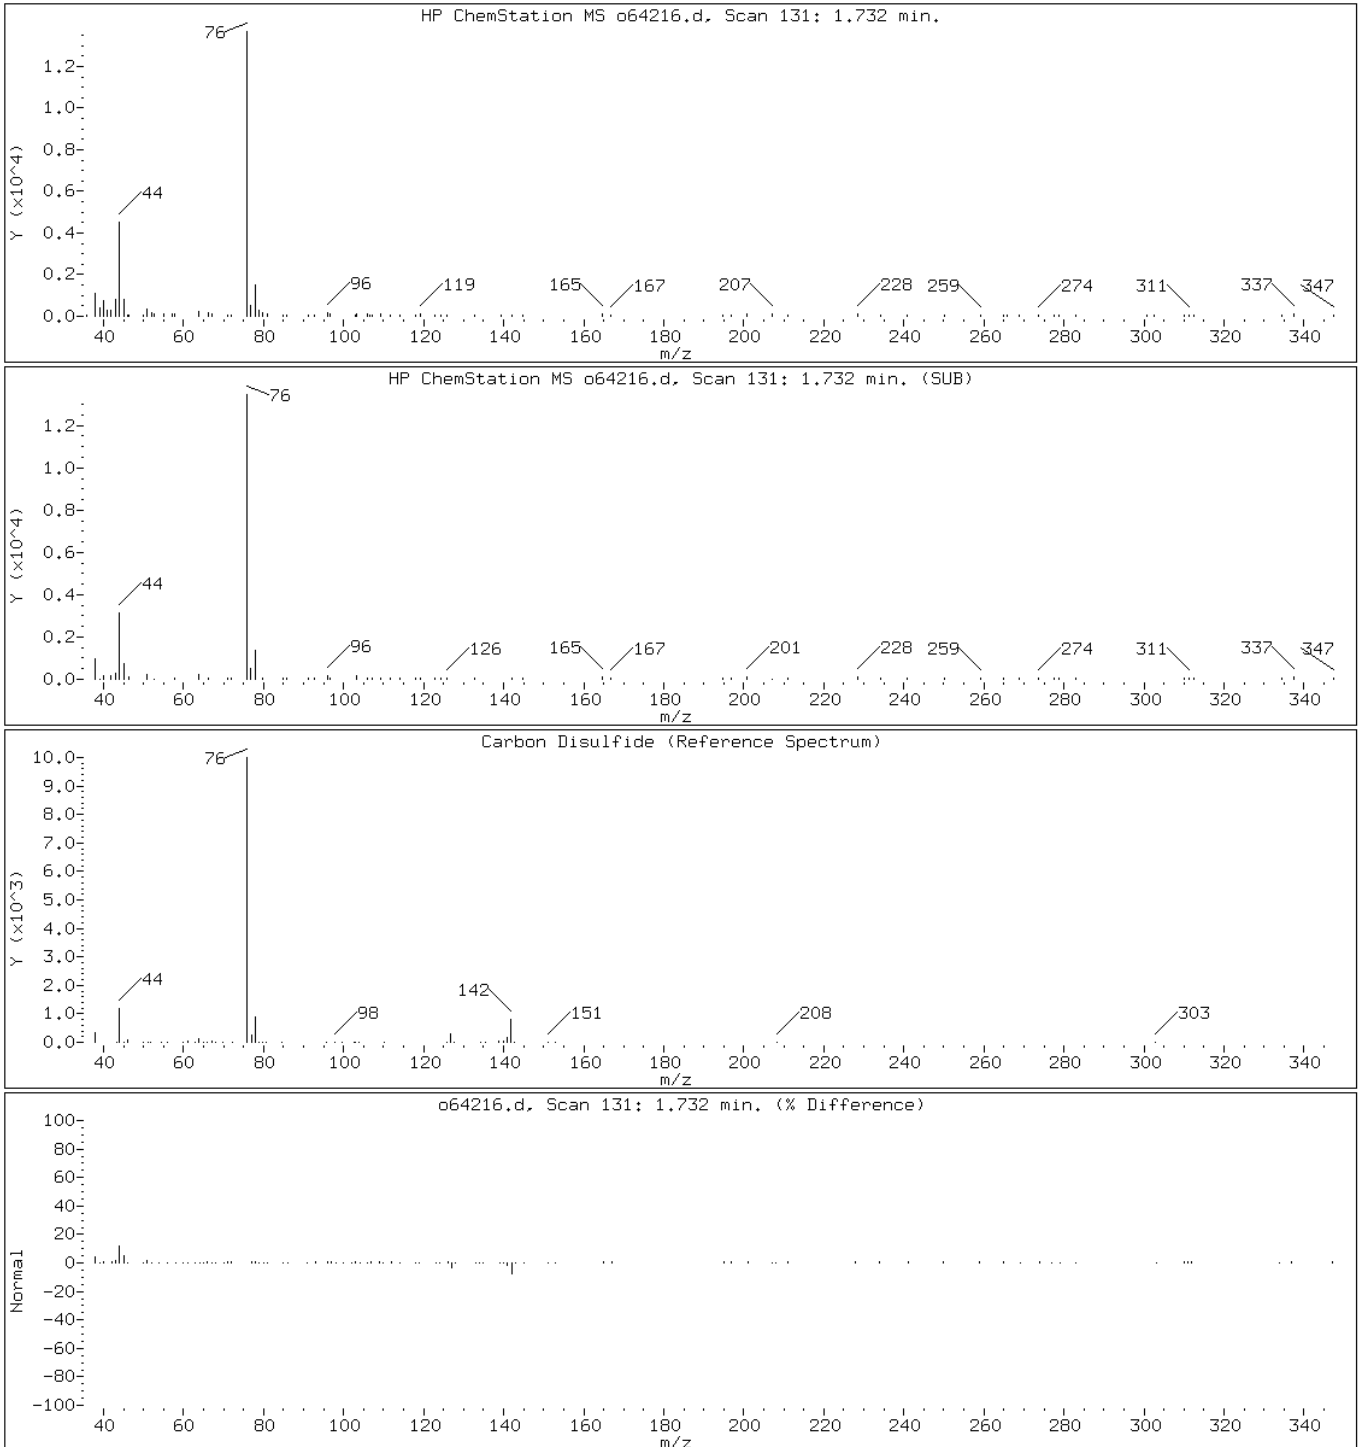 HP ChemStation MS o64216.d, Scan 131: 1.732 min.
76
1.2
1.0
0.8
44
0.6
Y (x10^4)
0.4
0.2
96 119 165 167 207 228 259 274 311 337 347
0.0
40 60 80 100 120 140 160 180 200 220 240 260 280 300 320 340
m/z
HP ChemStation MS o64216.d, Scan 131: 1.732 min. (SUB)
76
1.2
1.0
0.8
44
0.6
Y (x10^4)
0.4
0.2
96 126 165 167 201 228 259 274 311 337 347
0.0
40 60 80 100 120 140 160 180 200 220 240 260 280 300 320 340
m/z
Carbon Disulfide (Reference Spectrum)
76
10.0
9.0
8.0
7.0
6.0
5.0
Y (x10^3)
4.0
3.0
44
2.0
142
1.0
98 151 208 303
0.0
40 60 80 100 120 140 160 180 200 220 240 260 280 300 320 340
m/z
o64216.d, Scan 131: 1.732 min. (% Difference)
100
80
60
40
20
0
Normal
-20
-40
-60
-80
-100
40 60 80 100 120 140 160 180 200 220 240 260 280 300 320 340
m/z